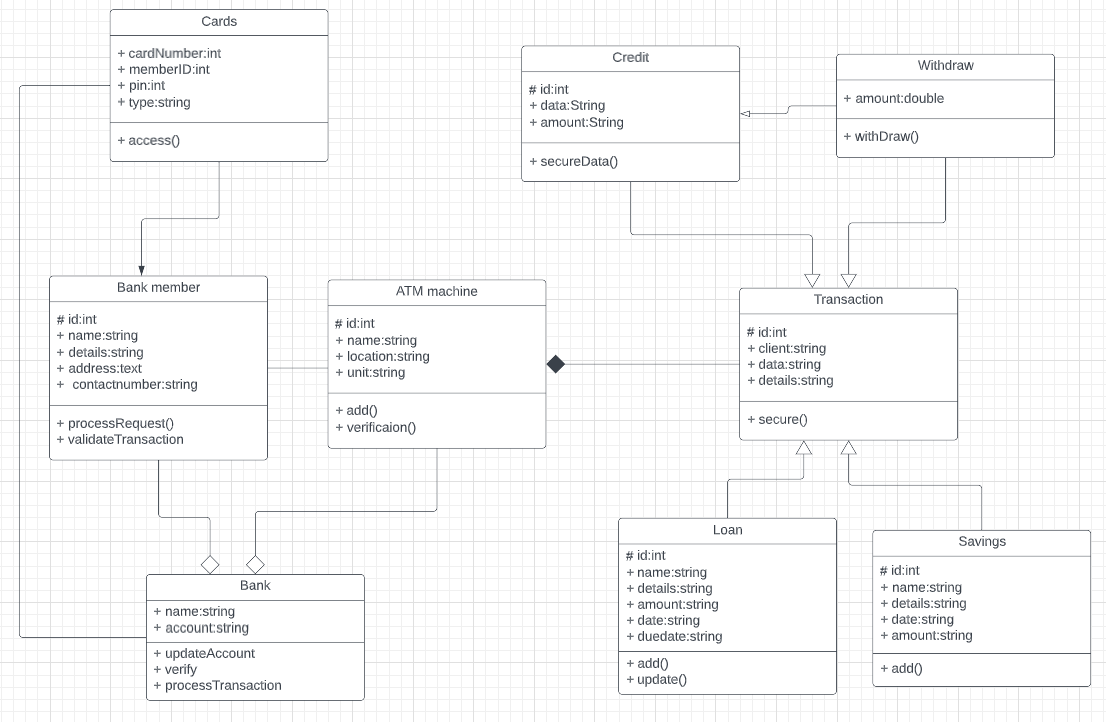 Cards
+ cardNumber:int
+ memberID:int
+ pin:int
+ type:string
+ access()
Credit
# id:int
+ data:String
+ amount:String
+ secureData()
Withdraw
+ amount:double
+ withDraw()
Bank member
# id:int
+ name:string
+ details:string
+ address:text
+ contactnumber:string
+ processRequest()
+ validateTransaction
ATM machine
# id:int
+ name:string
+ location:string
+ unit:string
+ add()
+ verificaion()
Transaction
# id:int
+ client:string
+ data:string
+ details:string
+ secure()
Bank
+ name:string
+ account:string
+ updateAccount
+ verify
+ processTransaction
Loan
# id:int
+ name:string
+ details:string
+ amount:string
+ date:string
+ duedate:string
+ add()
+ update()
Savings
# id:int
+ name:string
+ details:string
+ date:string
+ amount:string
+ add()